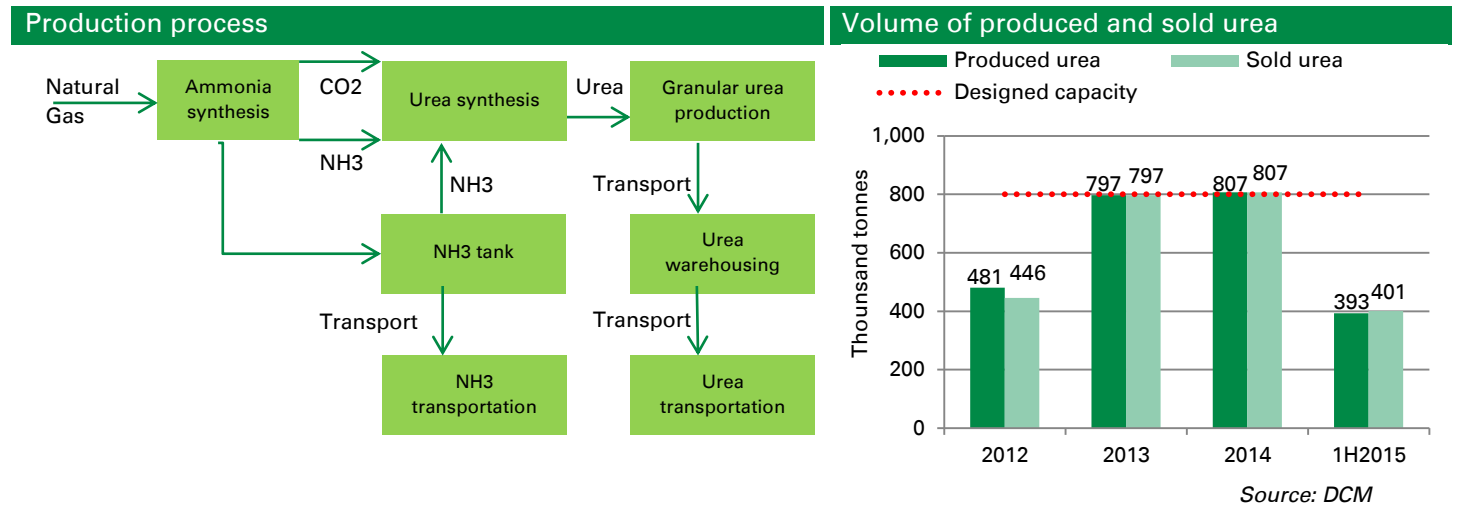 Production process
Natural
Gas
Ammonia
synthesis
CO2
NH3
Urea synthesis
Urea
Granular urea
production
NH3
Transport
NH3 tank
Urea
warehousing
Transport
Transport
NH3
transportation
Urea
transportation
Volume of produced and sold urea
Produced urea
Sold urea
Designed capacity
Thounsand tonnes
1,000
800
600
400
200
0
481
446
797
797
807
807
393
401
2012
2013
2014
1H2015
Source: DCM